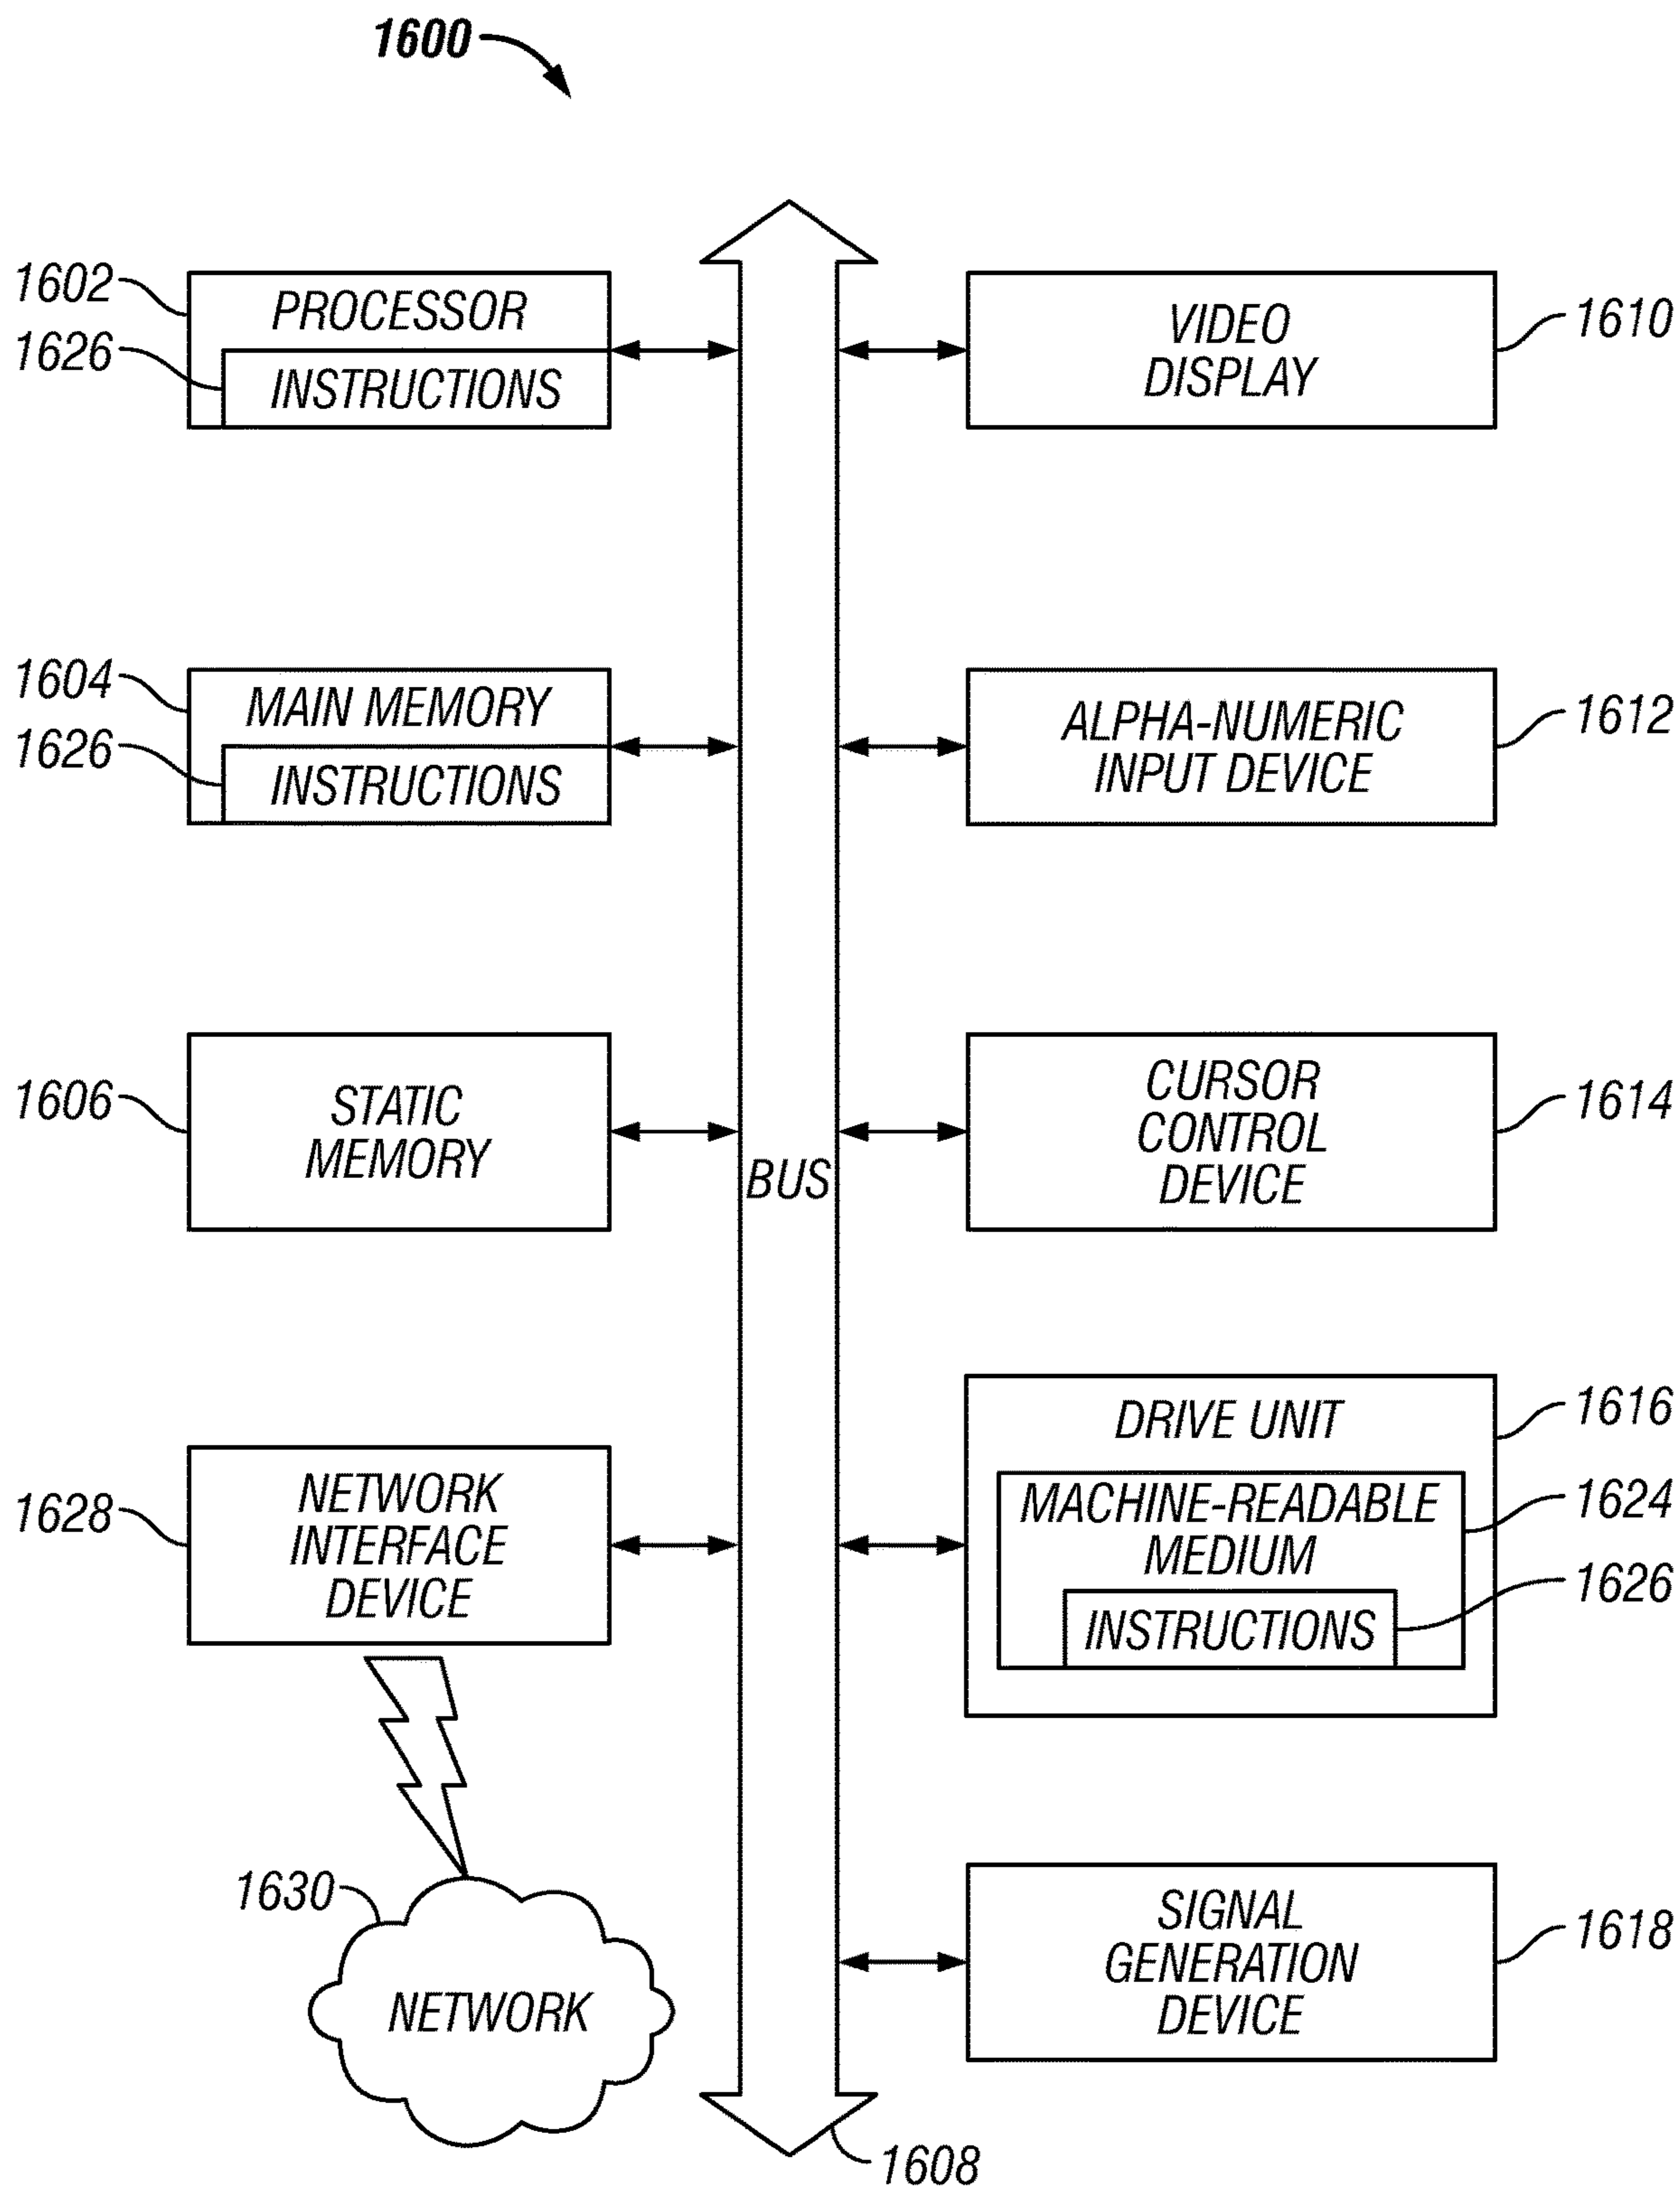 1600
1602
PROCESSOR
1626
INSTRUCTIONS
VIDEO
DISPLAY
1610
1604
MAIN MEMORY
1626
INSTRUCTIONS
ALPHA-NUMERIC
INPUT DEVICE
1612
1606
STATIC
MEMORY
BUS
CURSOR
CONTROL
DEVICE
1614
1628
NETWORK
INTERFACE
DEVICE
DRIVE UNIT
1616
MACHINE-READABLE
MEDIUM
1624
INSTRUCTIONS
1626
1630
NETWORK
SIGNAL
GENERATION
DEVICE
1618
1608